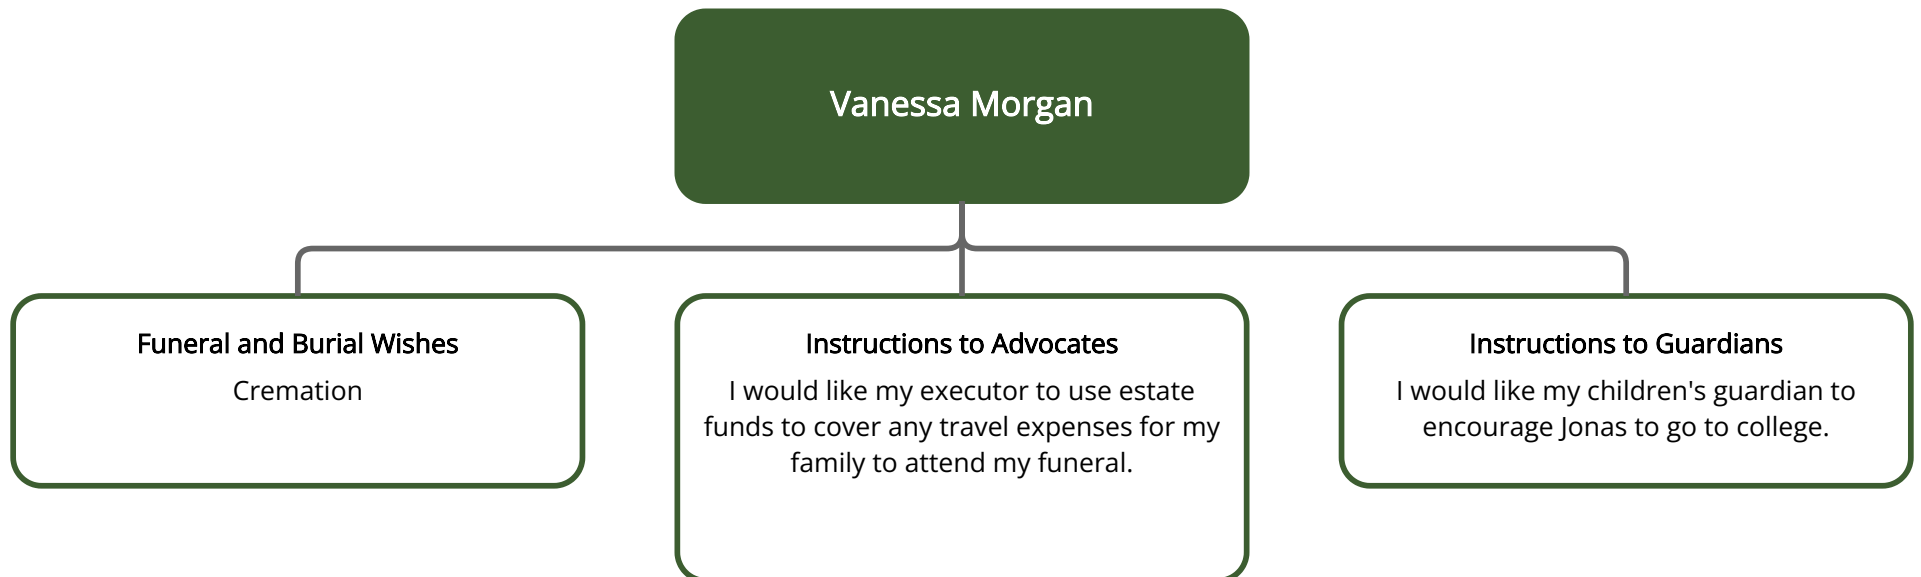 Vanessa Morgan
Funeral and Burial Wishes
Cremation
Instructions to Advocates
I would like my executor to use estate
funds to cover any travel expenses for my
family to attend my funeral.
Instructions to Guardians
I would like my children's guardian to
encourage Jonas to go to college.